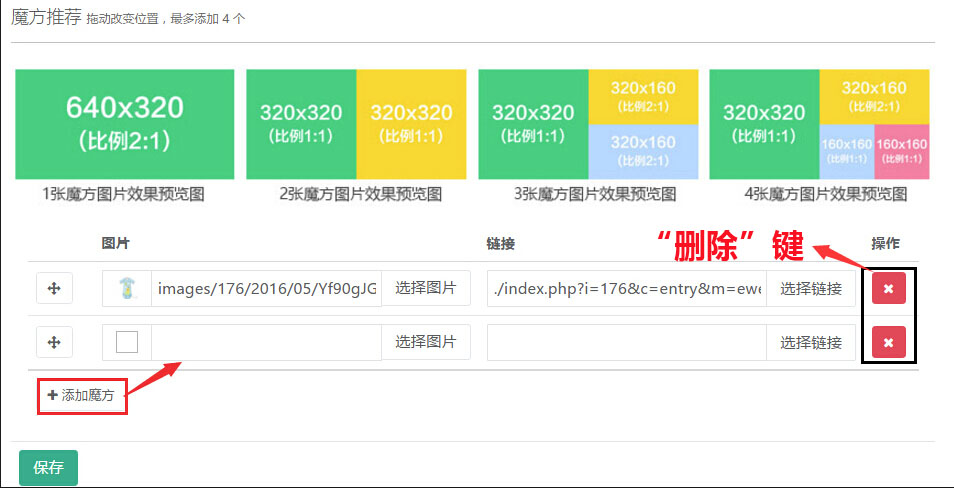 魔方推荐 拖动改变位置，最多添加 4 个
640x320
(比例2:1)
320x320
(比例1:1)
320x320
(比例1:1)
320x320
(比例1:1)
320x160
(比例2:1)
320x160
(比例2:1)
320x320
(比例1:1)
320x160
(比例2:1)
160x160
(比例1:1)
160x160
(比例1:1)
1张魔方图片效果预览图
2张魔方图片效果预览图
3张魔方图片效果预览图
4张魔方图片效果预览图
“删除”键
图片
链接
操作
images/176/2016/05/Yf90gJG
选择图片
./index.php?i=176&c=entry&m=ewe
选择链接
选择图片
选择链接
添加魔方
保存